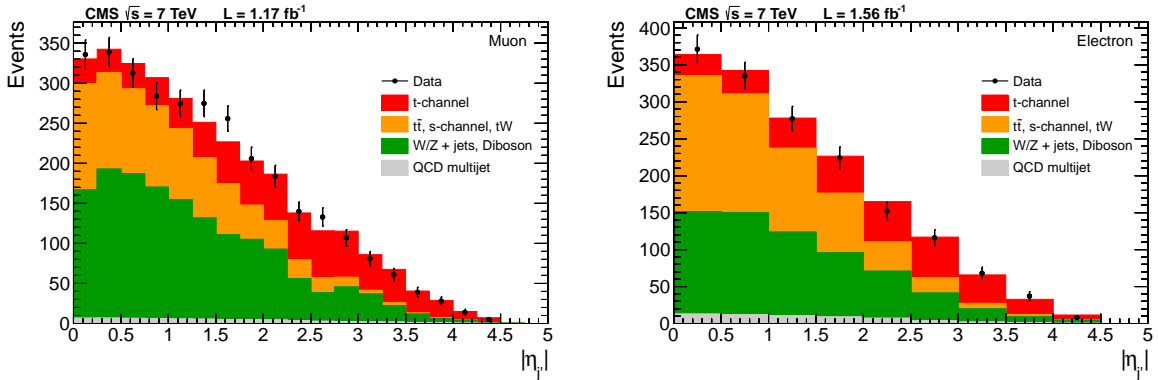 CMS √s = 7 TeV L = 1.17 fb⁻¹
Events
350
300
250
200
150
100
50
0
Muon
Data
t-channel
tt̄, s-channel, tW
W/Z + jets, Diboson
QCD multijet
0 0.5 1 1.5 2 2.5 3 3.5 4 4.5 5
|η_j'|
CMS √s = 7 TeV L = 1.56 fb⁻¹
Events
400
350
300
250
200
150
100
50
0
Electron
Data
t-channel
tt̄, s-channel, tW
W/Z + jets, Diboson
QCD multijet
0 0.5 1 1.5 2 2.5 3 3.5 4 4.5 5
|η_j'|